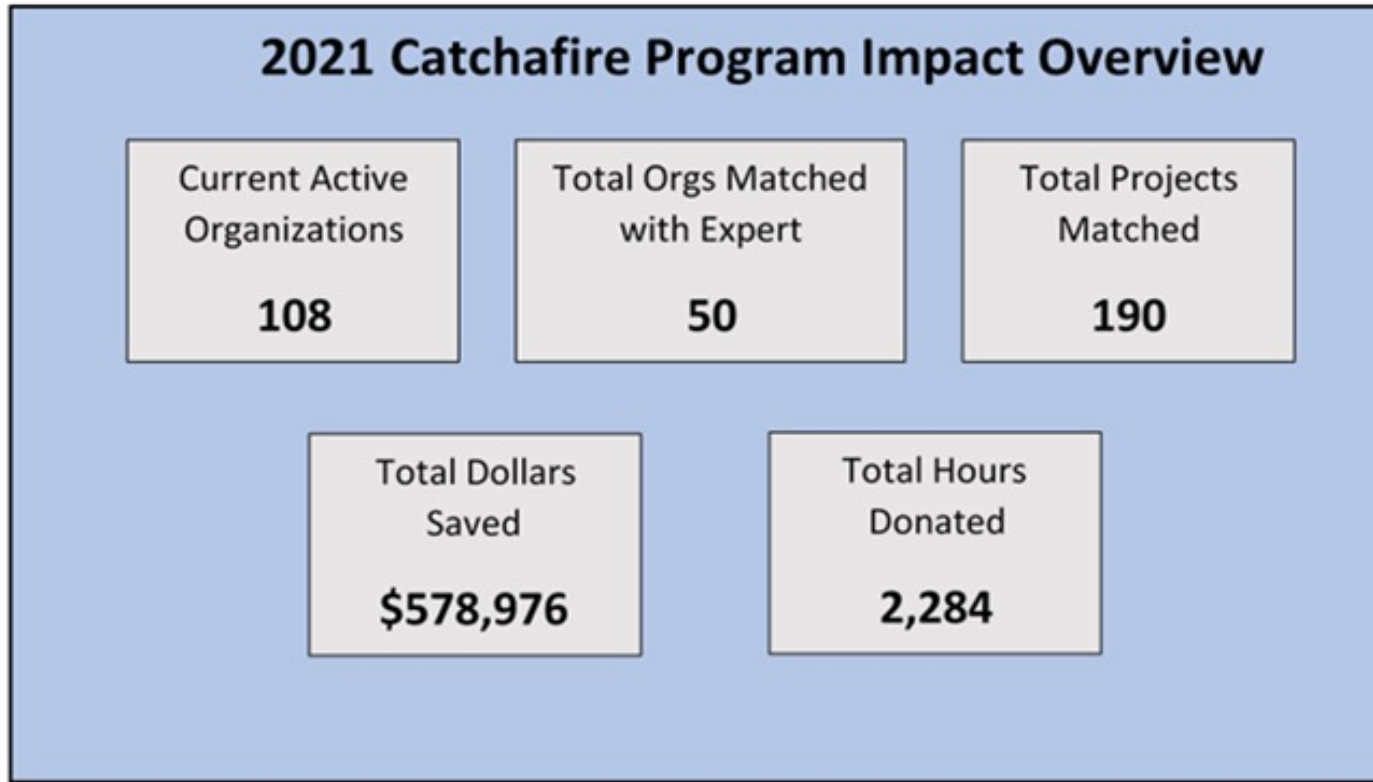 2021 Catchafire Program Impact Overview
Current Active
Organizations
108
Total Orgs Matched
with Expert
50
Total Projects
Matched
190
Total Dollars
Saved
$578,976
Total Hours
Donated
2,284